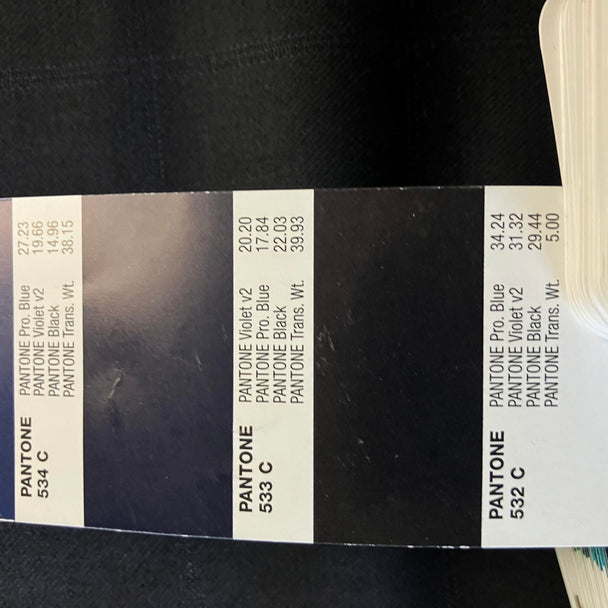 PANTONE
534 C
PANTONE Pro. Blue 27.23
PANTONE Violet v2 19.66
PANTONE Black 14.96
PANTONE Trans. Wt. 38.15
PANTONE
533 C
PANTONE Violet v2 20.20
PANTONE Pro. Blue 17.84
PANTONE Black 22.03
PANTONE Trans. Wt. 39.93
PANTONE
532 C
PANTONE Pro. Blue 34.24
PANTONE Violet v2 31.32
PANTONE Black 29.44
PANTONE Trans. Wt. 5.00